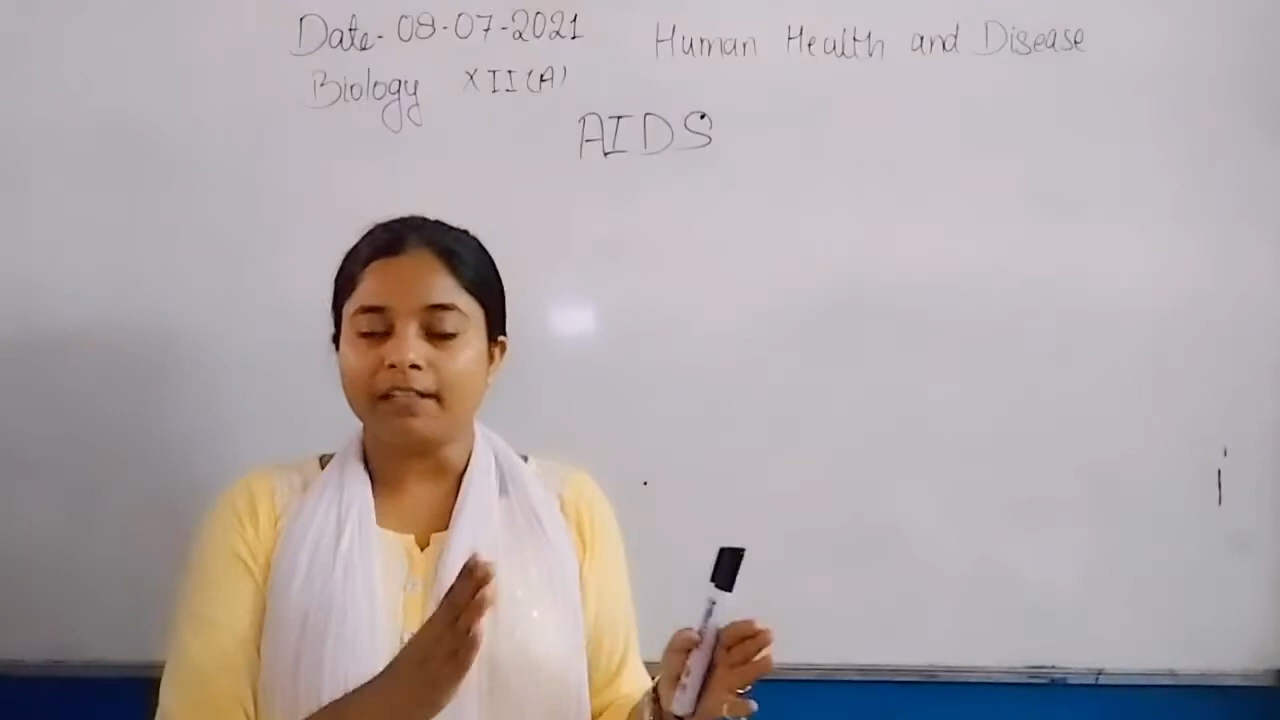 Date- 08-07-2021 Human Health and Disease
Biology XII(A)
AIDS